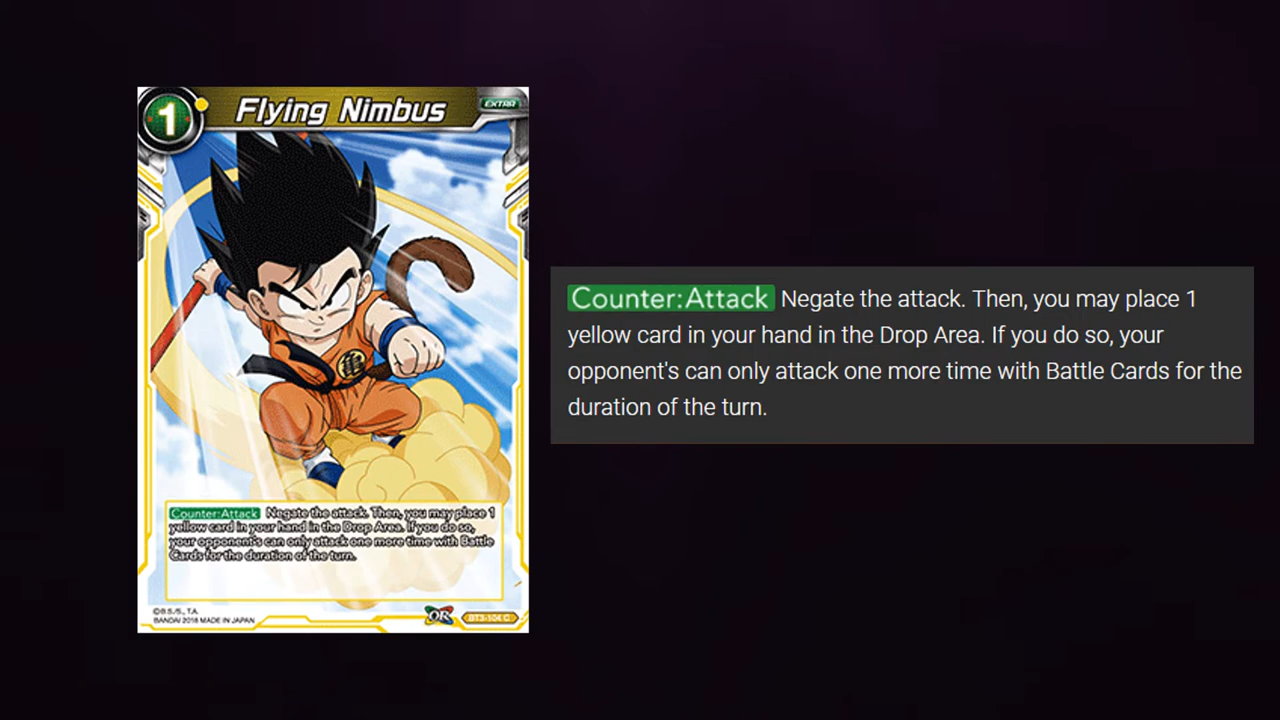 1
Flying Nimbus
EXTRA
Counter:Attack Negate the attack. Then, you may place 1
yellow card in your hand in the Drop Area. If you do so,
your opponent's can only attack one more time with Battle
Cards for the duration of the turn.
©B.S./S., T.A.
BANDAI 2018 MADE IN JAPAN
OR
BT3-104 C
Counter:Attack Negate the attack. Then, you may place 1
yellow card in your hand in the Drop Area. If you do so, your
opponent's can only attack one more time with Battle Cards for the
duration of the turn.